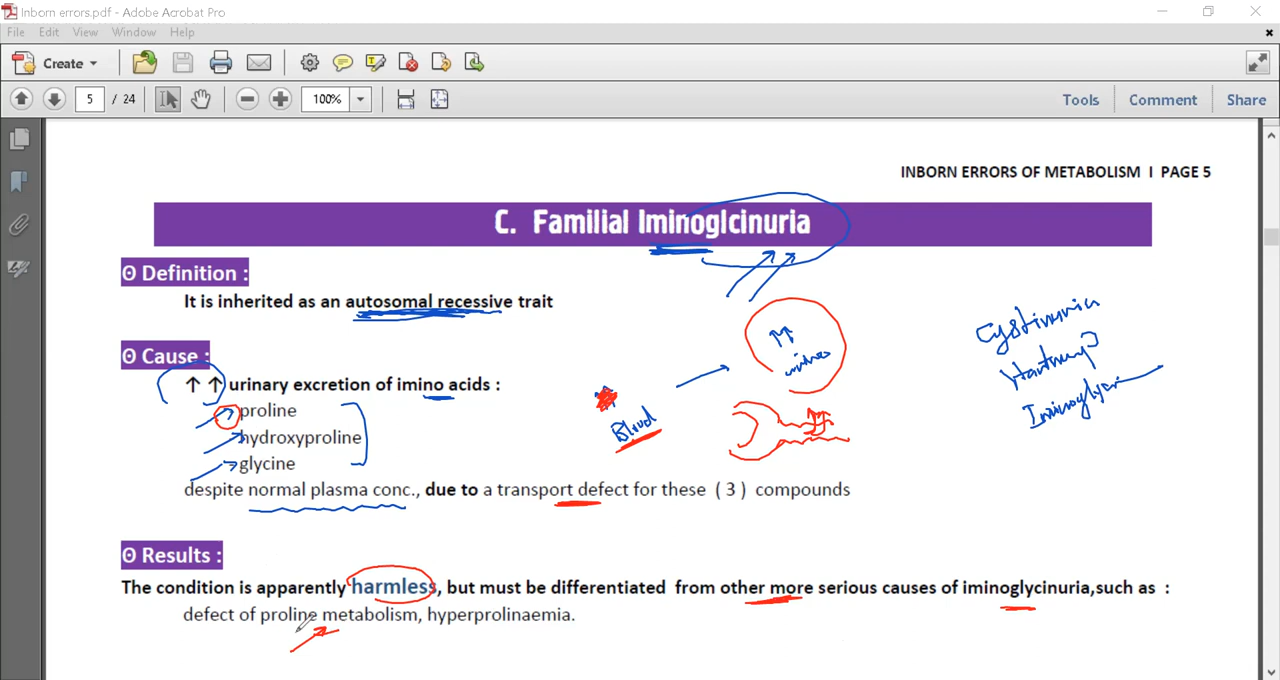 Inborn errors.pdf - Adobe Acrobat Pro
File Edit View Window Help
Create
5 / 24 100% Tools Comment Share
INBORN ERRORS OF METABOLISM I PAGE 5
C. Familial Iminoglcinuria
ʘ Definition :
It is inherited as an autosomal recessive trait
ʘ Cause :
↑ ↑ urinary excretion of imino acids :
proline
hydroxyproline
glycine
despite normal plasma conc., due to a transport defect for these ( 3 ) compounds
↑↑
imino
Blood
Cystinuria
Hartnup
Iminoglycin
ʘ Results :
The condition is apparently harmless, but must be differentiated from other more serious causes of iminoglycinuria,such as :
defect of proline metabolism, hyperprolinaemia.